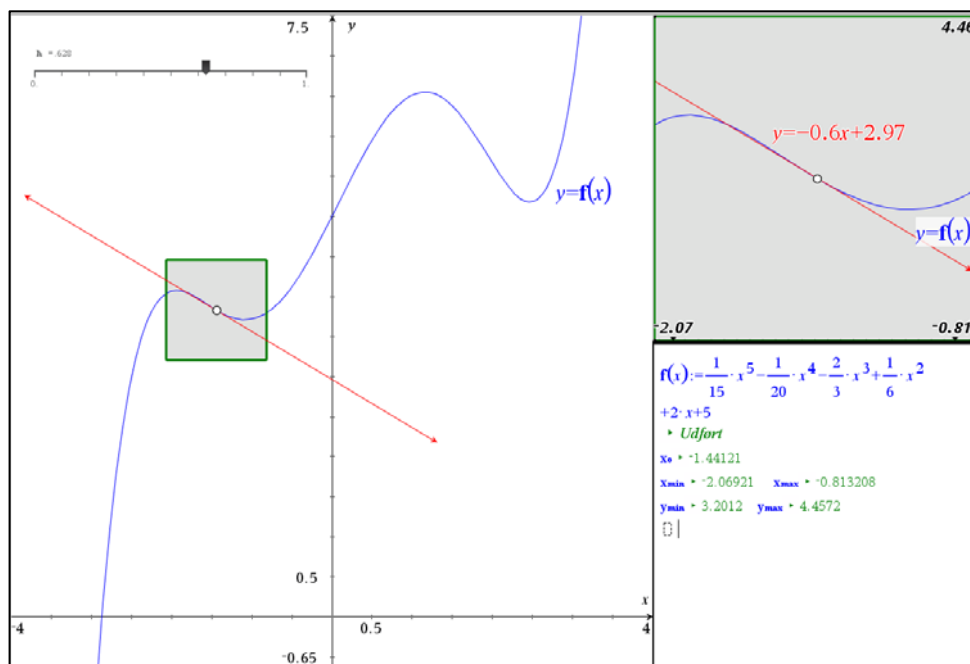 7.5 y
h =.628
0. 1.
y=f(x)
0.5
x
-4 0.5 4
-0.65
4.46
y=−0.6x+2.97
y=f(x)
-2.07 -0.81
f(x):=1/15·x^5−1/20·x^4−2/3·x^3+1/6·x^2
+2·x+5
▸ Udført
x₀ ▸ -1.44121
xmin ▸ -2.06921 xmax ▸ -0.813208
ymin ▸ 3.2012 ymax ▸ 4.4572